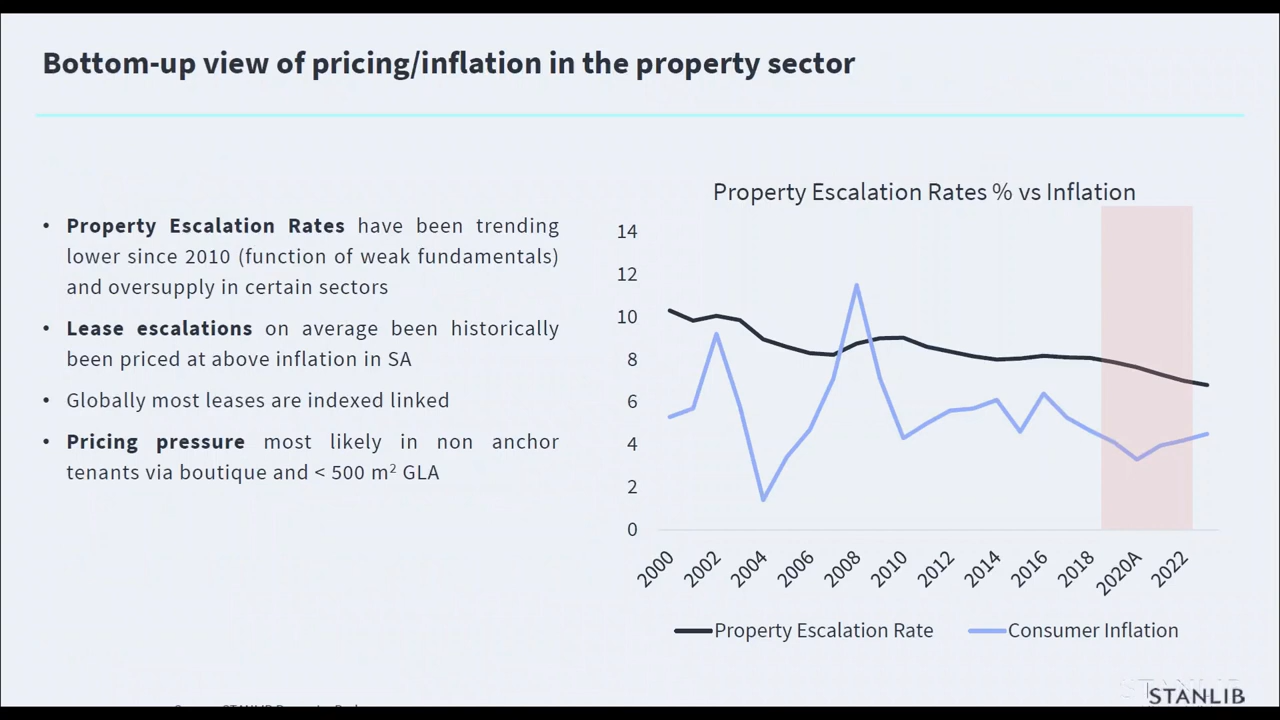 Bottom-up view of pricing/inflation in the property sector
• Property Escalation Rates have been trending
lower since 2010 (function of weak fundamentals)
and oversupply in certain sectors
• Lease escalations on average been historically
been priced at above inflation in SA
• Globally most leases are indexed linked
• Pricing pressure most likely in non anchor
tenants via boutique and < 500 m² GLA
Property Escalation Rates % vs Inflation
14
12
10
8
6
4
2
0
2000 2002 2004 2006 2008 2010 2012 2014 2016 2018 2020A 2022
Property Escalation Rate Consumer Inflation
STANLIB